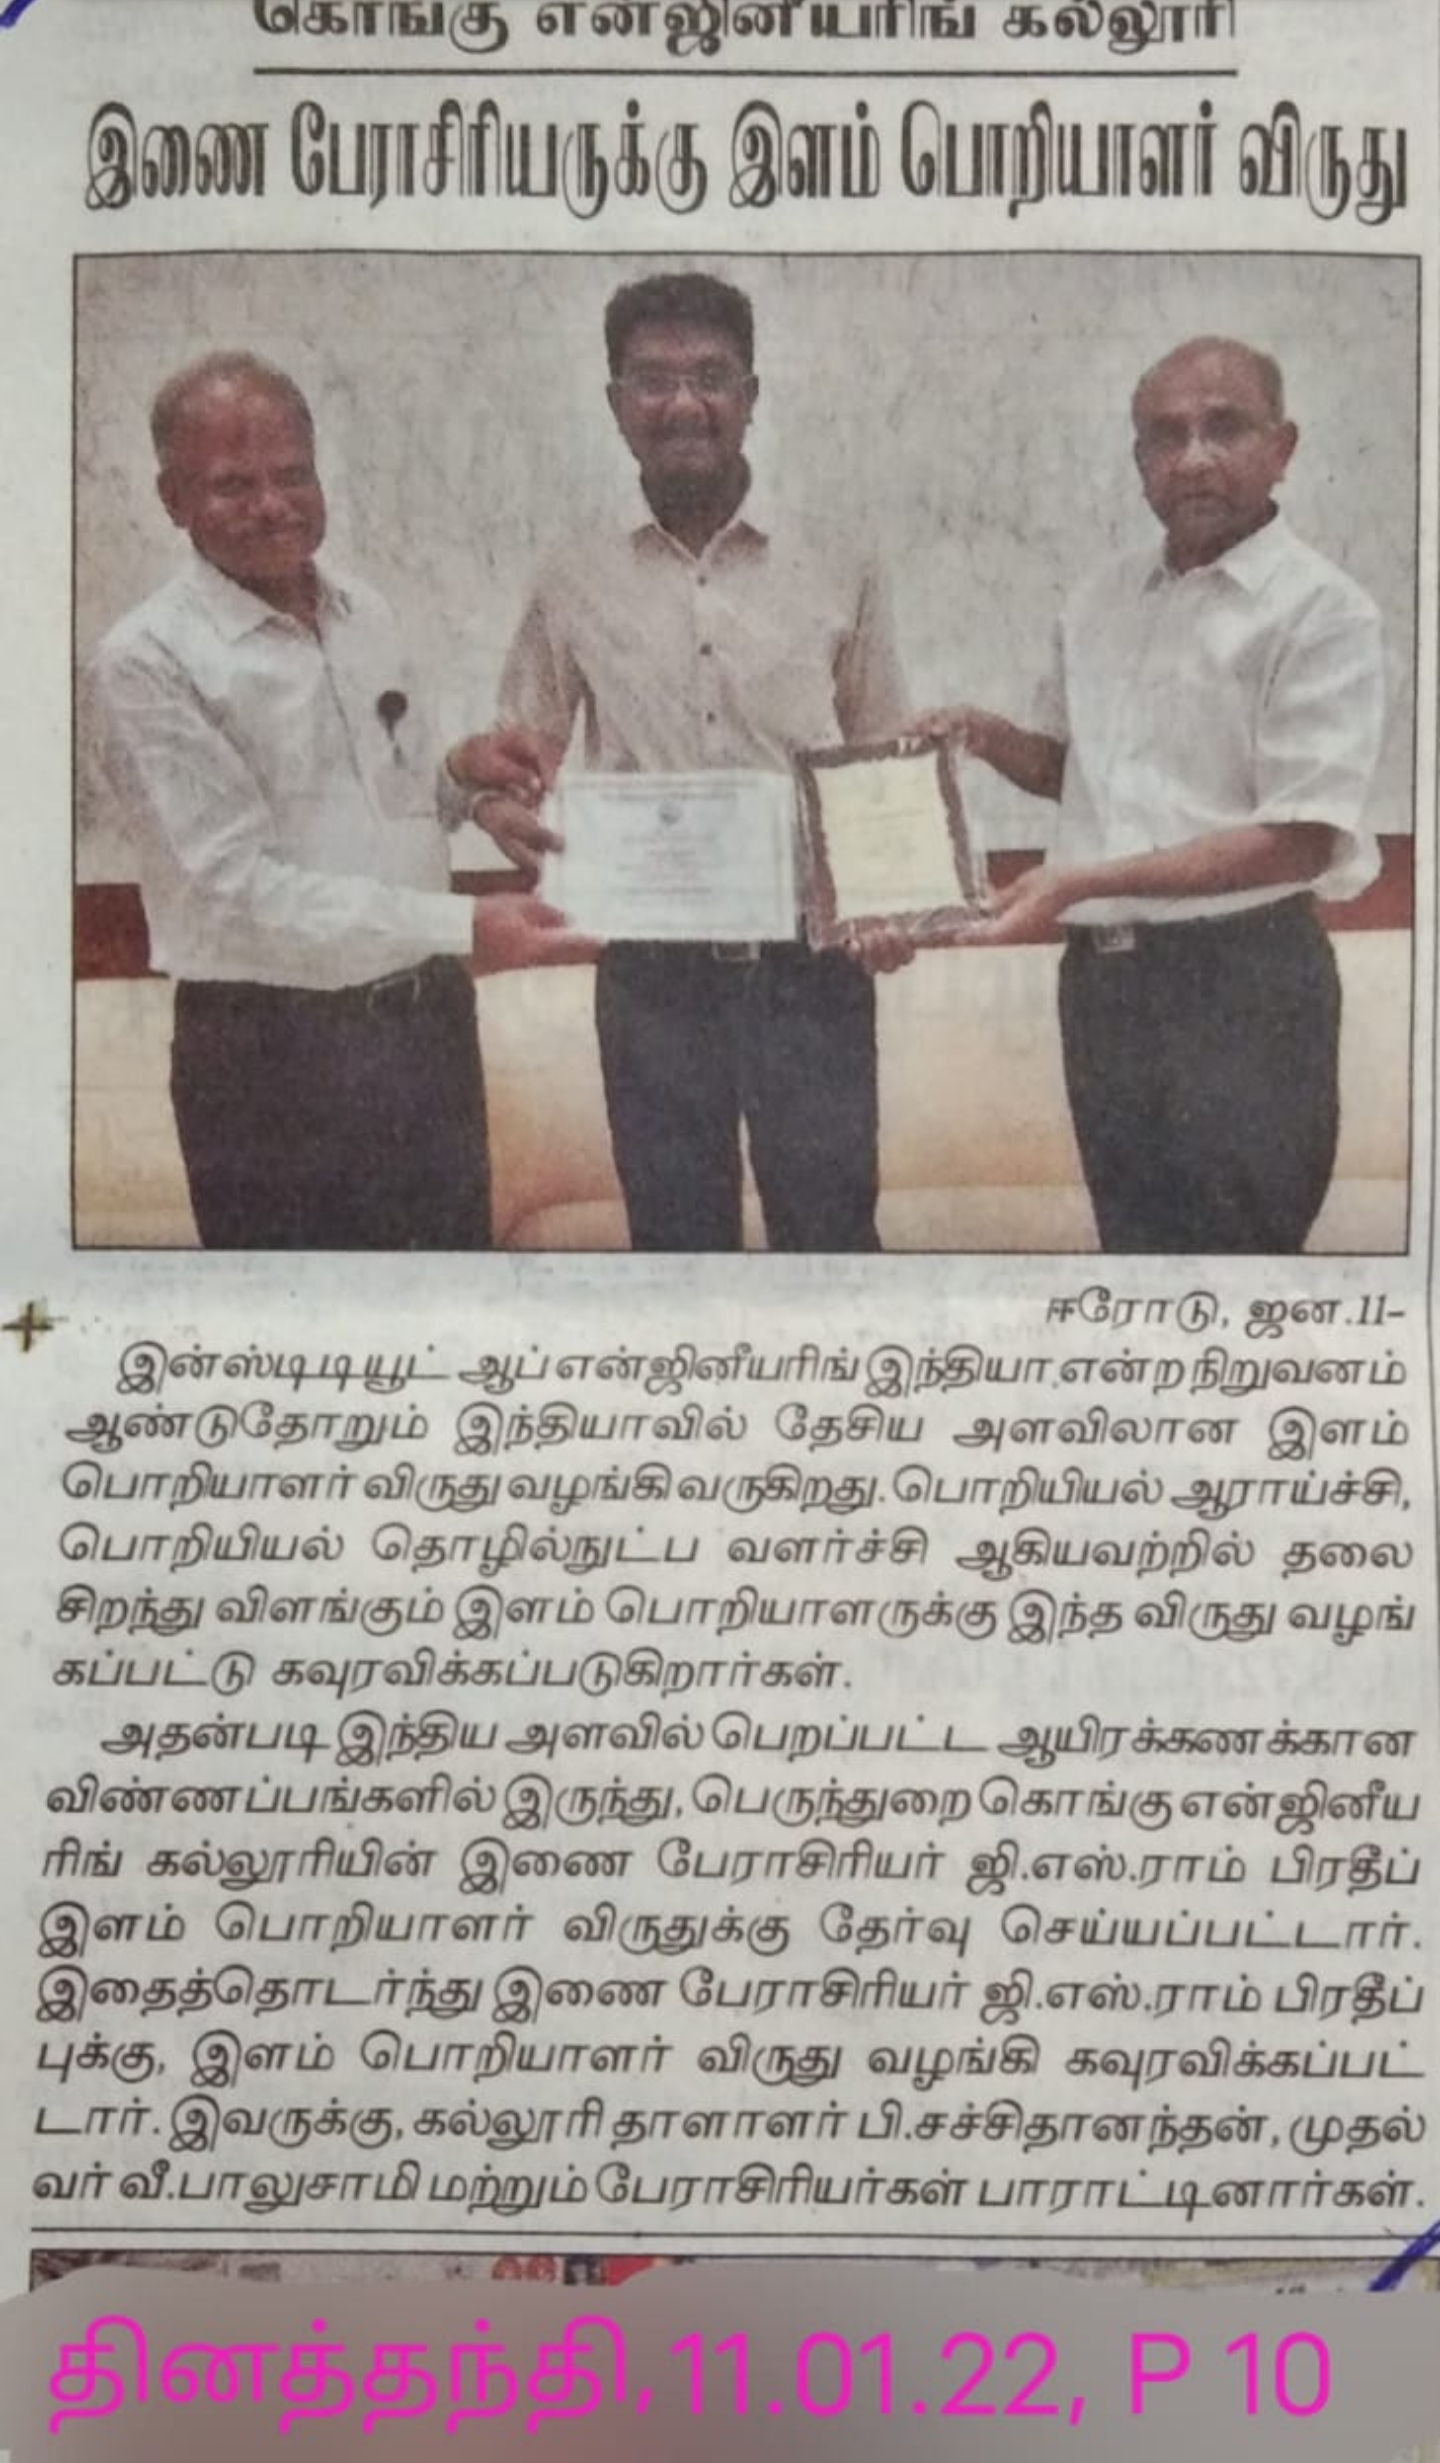 கொங்கு என்ஜினீயரிங் கல்லூரி
இணை பேராசிரியருக்கு இளம் பொறியாளர் விருது
ஈரோடு, ஜன.11-
இன்ஸ்டிடியூட் ஆப் என்ஜினீயரிங் இந்தியா என்ற நிறுவனம்
ஆண்டுதோறும் இந்தியாவில் தேசிய அளவிலான இளம்
பொறியாளர் விருது வழங்கி வருகிறது. பொறியியல் ஆராய்ச்சி,
பொறியியல் தொழில்நுட்ப வளர்ச்சி ஆகியவற்றில் தலை
சிறந்து விளங்கும் இளம் பொறியாளருக்கு இந்த விருது வழங்
கப்பட்டு கவுரவிக்கப்படுகிறார்கள்.
அதன்படி இந்திய அளவில் பெறப்பட்ட ஆயிரக்கணக்கான
விண்ணப்பங்களில் இருந்து, பெருந்துறை கொங்கு என்ஜினீய
ரிங் கல்லூரியின் இணை பேராசிரியர் ஜி.எஸ்.ராம் பிரதீப்
இளம் பொறியாளர் விருதுக்கு தேர்வு செய்யப்பட்டார்.
இதைத்தொடர்ந்து இணை பேராசிரியர் ஜி.எஸ்.ராம் பிரதீப்
புக்கு, இளம் பொறியாளர் விருது வழங்கி கவுரவிக்கப்பட்
டார். இவருக்கு, கல்லூரி தாளாளர் பி.சச்சிதானந்தன், முதல்
வர் வீ.பாலுசாமி மற்றும் பேராசிரியர்கள் பாராட்டினார்கள்.
தினத்தந்தி,11.01.22, P 10